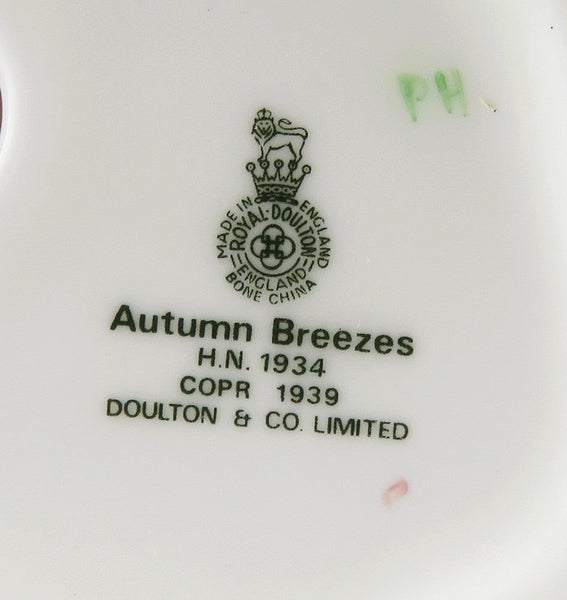 PH
MADE IN ENGLAND
ROYAL·DOULTON
ENGLAND
BONE CHINA
Autumn Breezes
H.N. 1934
COPR 1939
DOULTON & CO. LIMITED